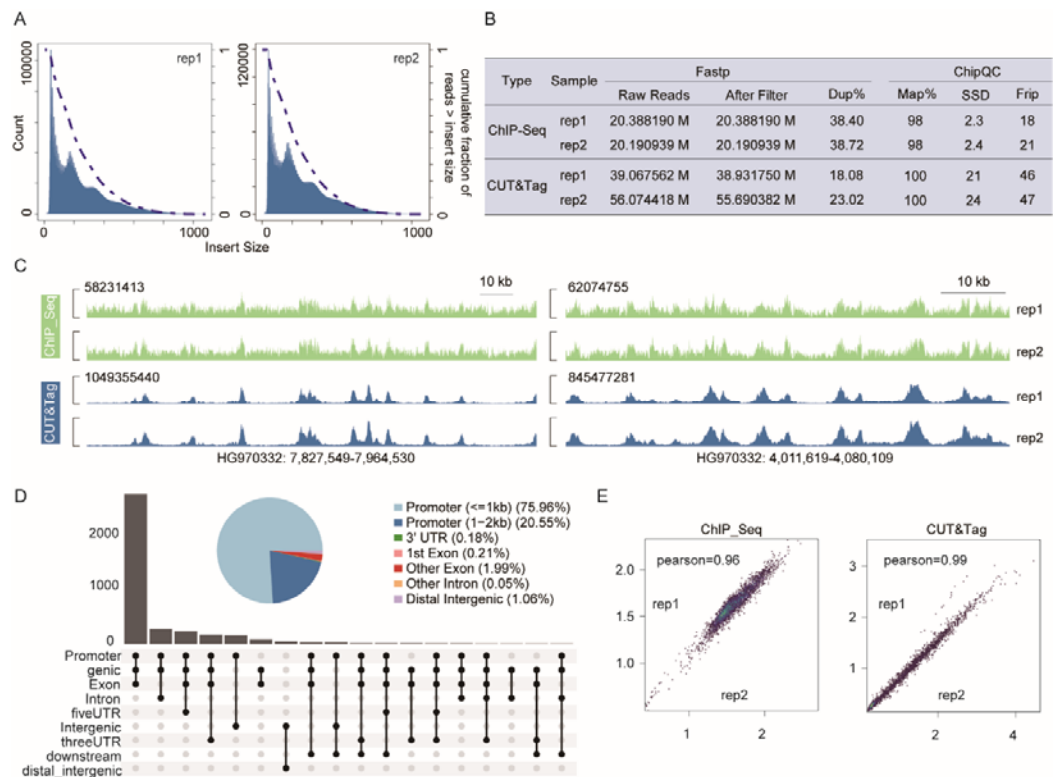 A
rep1
rep2
100000
0
1
0
120000
0
1
0
Count
cumulative fraction of
reads > insert size
0
1000
0
1000
Insert Size
B
Type Sample Fastp ChipQC
Raw Reads After Filter Dup% Map% SSD Frip
ChIP-Seq
rep1 20.388190 M 20.388190 M 38.40 98 2.3 18
rep2 20.190939 M 20.190939 M 38.72 98 2.4 21
CUT&Tag
rep1 39.067562 M 38.931750 M 18.08 100 21 46
rep2 56.074418 M 55.690382 M 23.02 100 24 47
C
ChIP_Seq
58231413
10 kb
62074755
10 kb
rep1
rep2
CUT&Tag
1049355440
845477281
rep1
rep2
HG970332: 7,827,549-7,964,530
HG970332: 4,011,619-4,080,109
D
2000
1000
0
Promoter (<=1kb) (75.96%)
Promoter (1−2kb) (20.55%)
3' UTR (0.18%)
1st Exon (0.21%)
Other Exon (1.99%)
Other Intron (0.05%)
Distal Intergenic (1.06%)
Promoter
genic
Exon
Intron
fiveUTR
Intergenic
threeUTR
downstream
distal_intergenic
E
ChIP_Seq
pearson=0.96
2.0
1.5
1.0
rep1
rep2
1 2
CUT&Tag
pearson=0.99
3
2
1
rep1
rep2
2 4